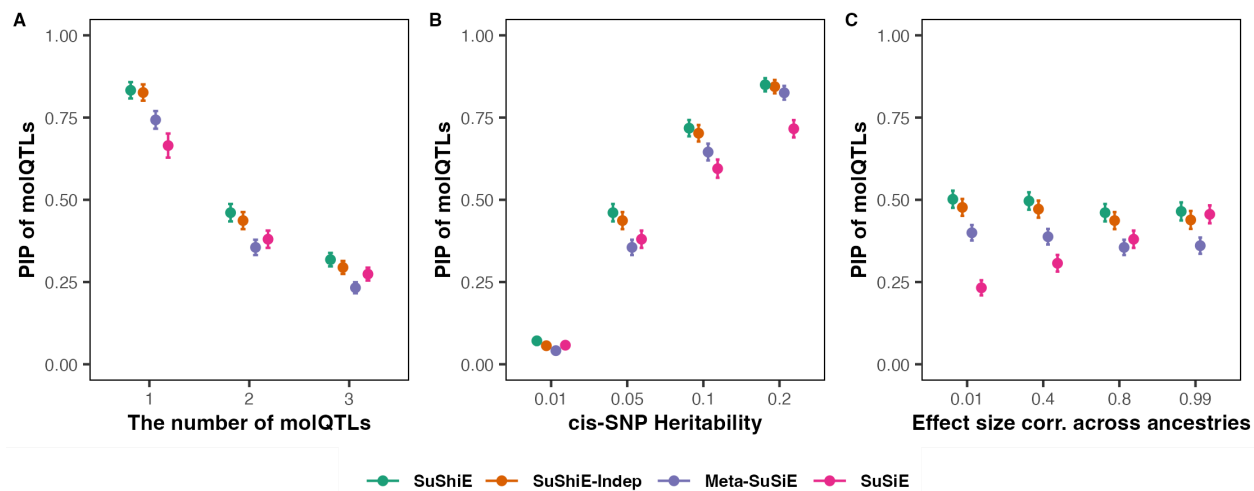 A
PIP of molQTLs
1.00
0.75
0.50
0.25
0.00
1 2 3
The number of molQTLs
B
PIP of molQTLs
1.00
0.75
0.50
0.25
0.00
0.01 0.05 0.1 0.2
cis-SNP Heritability
C
PIP of molQTLs
1.00
0.75
0.50
0.25
0.00
0.01 0.4 0.8 0.99
Effect size corr. across ancestries
SuShiE SuShiE-Indep Meta-SuSiE SuSiE